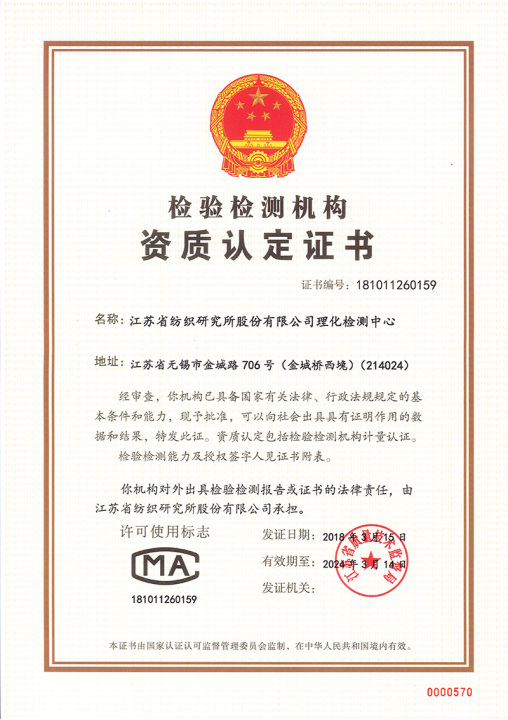 检验检测机构
资质认定证书
证书编号：181011260159
名称：江苏省纺织研究所股份有限公司理化检测中心
地址：江苏省无锡市金城路706号（金城桥西堍）（214024）
经审查，你机构已具备国家有关法律、行政法规规定的基
本条件和能力，现予批准，可以向社会出具具有证明作用的数
据和结果，特发此证。资质认定包括检验检测机构计量认证。
检验检测能力及授权签字人见证书附表。
你机构对外出具检验检测报告或证书的法律责任，由
江苏省纺织研究所股份有限公司承担。
许可使用标志
MA
181011260159
发证日期：2018年3月15日
有效期至：2024年3月14日
发证机关：
江苏省质量技术监督局
本证书由国家认证认可监督管理委员会监制，在中华人民共和国境内有效。
0000570